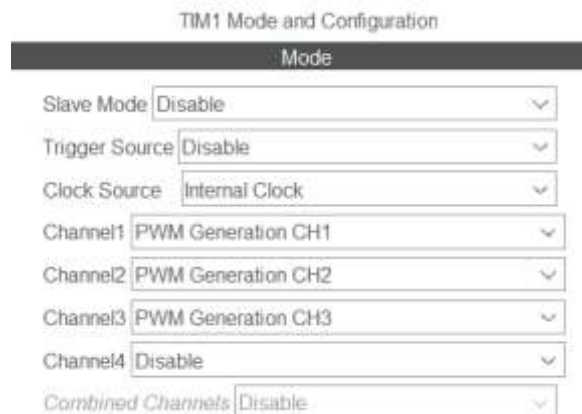 TIM1 Mode and Configuration
Mode
Slave Mode Disable
Trigger Source Disable
Clock Source Internal Clock
Channel1 PWM Generation CH1
Channel2 PWM Generation CH2
Channel3 PWM Generation CH3
Channel4 Disable
Combined Channels Disable